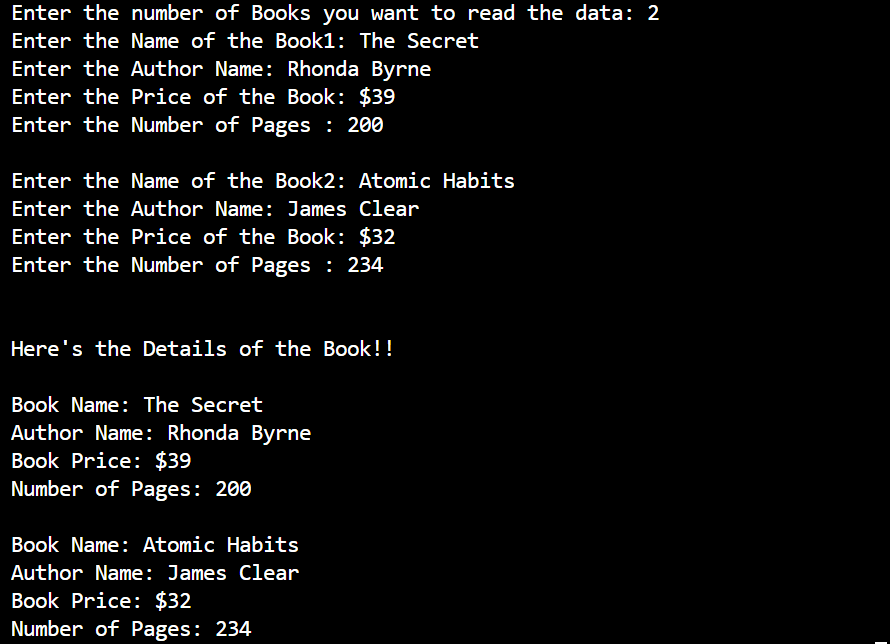 Enter the number of Books you want to read the data: 2
Enter the Name of the Book1: The Secret
Enter the Author Name: Rhonda Byrne
Enter the Price of the Book: $39
Enter the Number of Pages : 200
Enter the Name of the Book2: Atomic Habits
Enter the Author Name: James Clear
Enter the Price of the Book: $32
Enter the Number of Pages : 234
Here's the Details of the Book!!
Book Name: The Secret
Author Name: Rhonda Byrne
Book Price: $39
Number of Pages: 200
Book Name: Atomic Habits
Author Name: James Clear
Book Price: $32
Number of Pages: 234